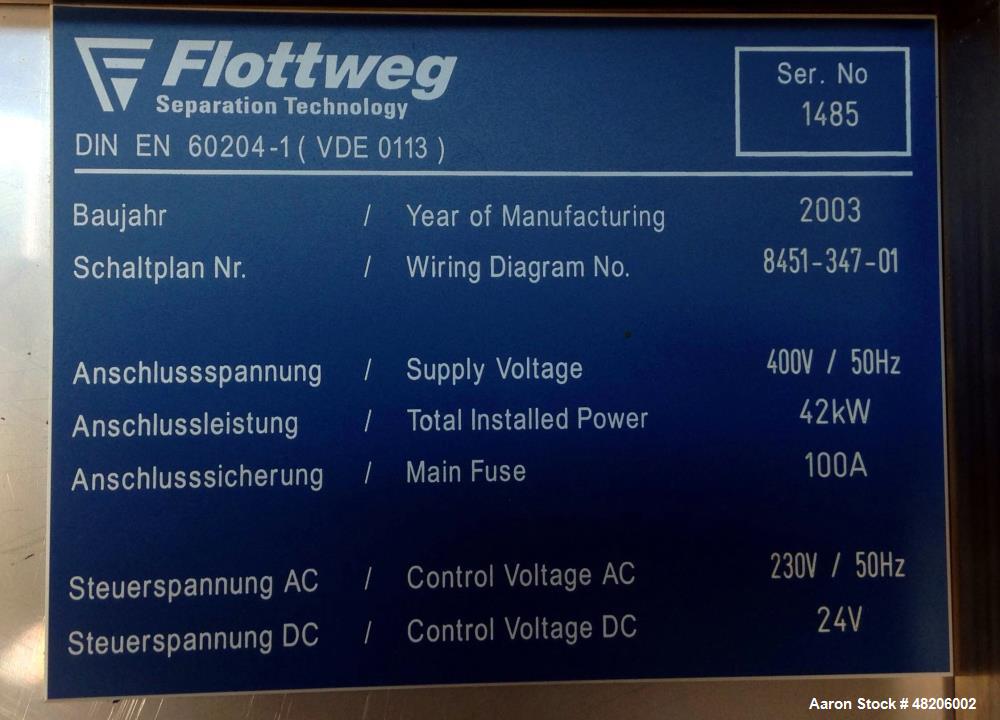 Flottweg
Separation Technology
DIN EN 60204-1 ( VDE 0113 )
Ser. No
1485
Baujahr / Year of Manufacturing 2003
Schaltplan Nr. / Wiring Diagram No. 8451-347-01
Anschlussspannung / Supply Voltage 400V / 50Hz
Anschlussleistung / Total Installed Power 42kW
Anschlusssicherung / Main Fuse 100A
Steuerspannung AC / Control Voltage AC 230V / 50Hz
Steuerspannung DC / Control Voltage DC 24V
Aaron Stock # 48206002